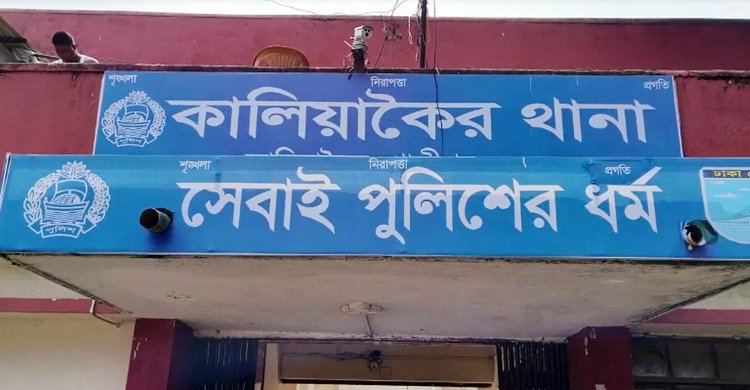 শৃঙ্খলা নিরাপত্তা প্রগতি
কালিয়াকৈর থানা
শৃঙ্খলা নিরাপত্তা প্রগতি
সেবাই পুলিশের ধর্ম
পুলিশ
ঢাকা